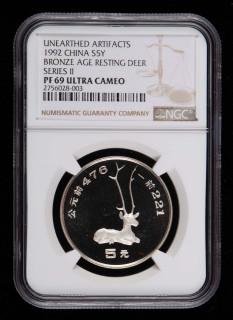 UNEARTHED ARTIFACTS
1992 CHINA S5Y
BRONZE AGE RESTING DEER
SERIES II
PF 69 ULTRA CAMEO
2756028-003
NUMISMATIC GUARANTY COMPANY
NGC
公元前476－前221
5元